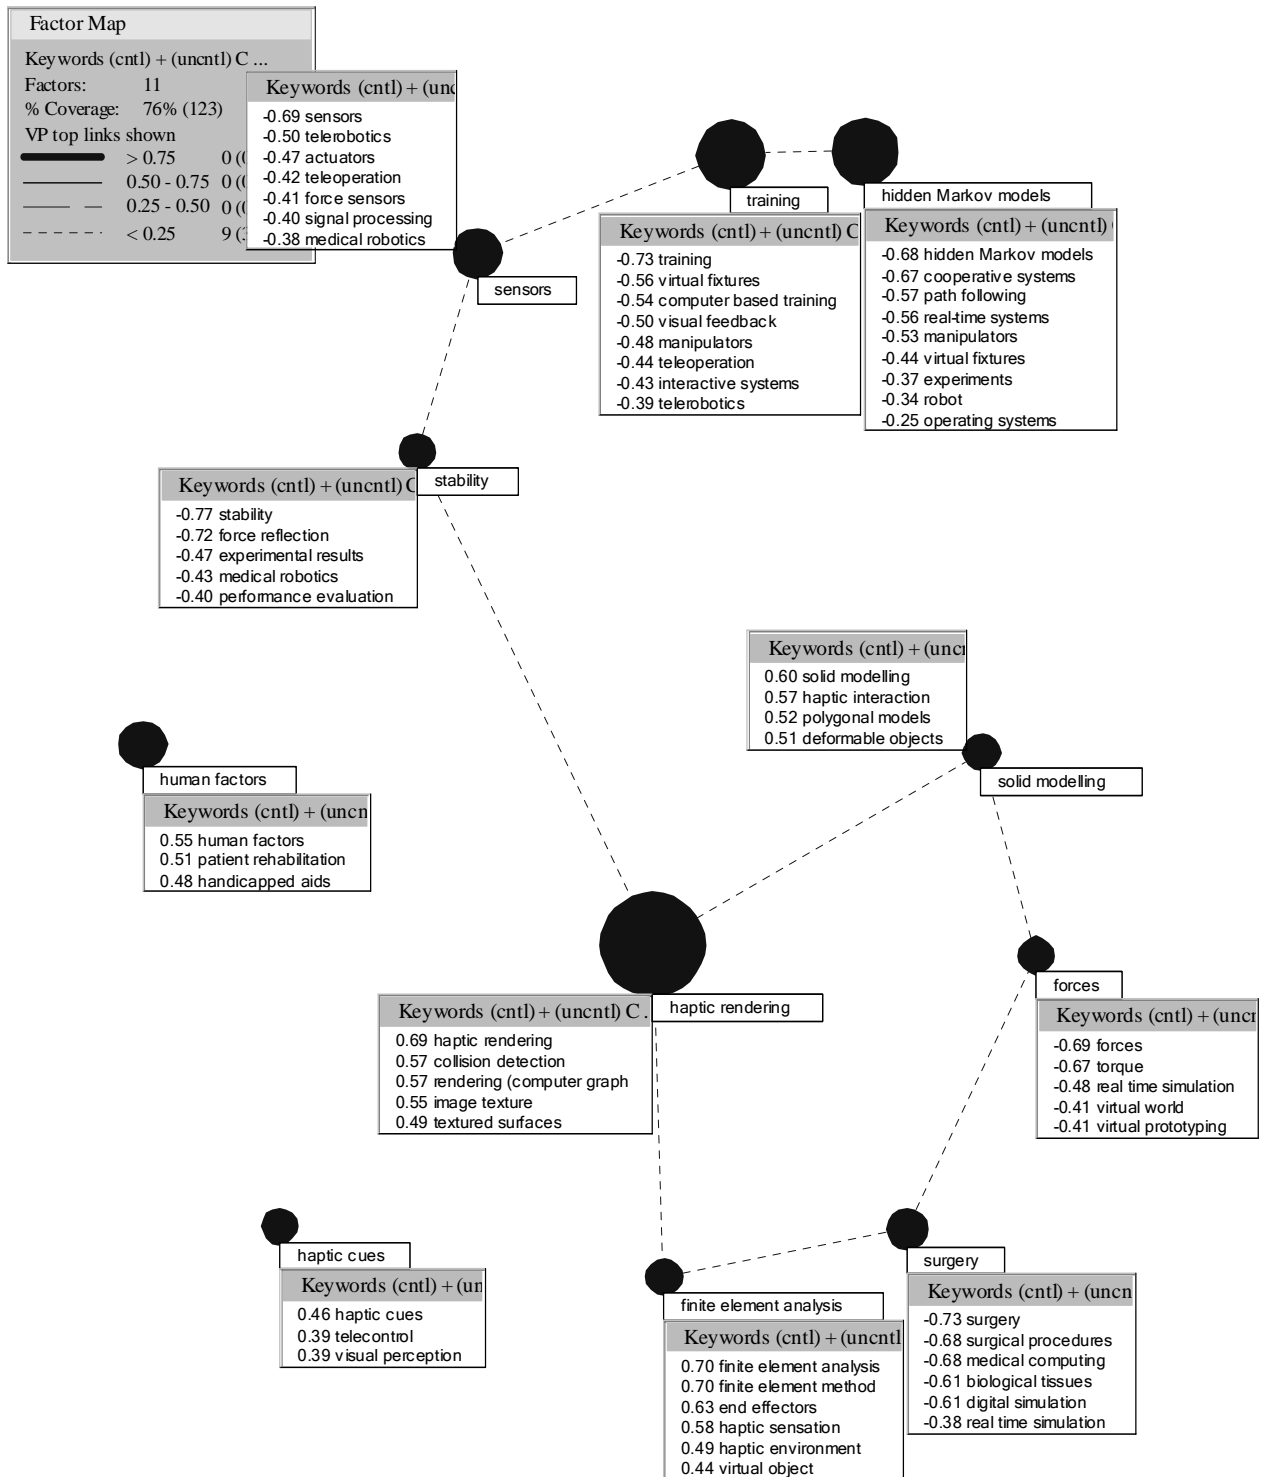 Factor Map
Keywords (cntl) + (uncntl) C ...
Factors: 11
% Coverage: 76% (123)
VP top links shown
> 0.75 0 (
0.50 - 0.75 0 (
0.25 - 0.50 0 (
< 0.25 9 (
Keywords (cntl) + (unc
-0.69 sensors
-0.50 telerobotics
-0.47 actuators
-0.42 teleoperation
-0.41 force sensors
-0.40 signal processing
-0.38 medical robotics
sensors
training
Keywords (cntl) + (uncntl) C
-0.73 training
-0.56 virtual fixtures
-0.54 computer based training
-0.50 visual feedback
-0.48 manipulators
-0.44 teleoperation
-0.43 interactive systems
-0.39 telerobotics
hidden Markov models
Keywords (cntl) + (uncntl)
-0.68 hidden Markov models
-0.67 cooperative systems
-0.57 path following
-0.56 real-time systems
-0.53 manipulators
-0.44 virtual fixtures
-0.37 experiments
-0.34 robot
-0.25 operating systems
stability
Keywords (cntl) + (uncntl) C
-0.77 stability
-0.72 force reflection
-0.47 experimental results
-0.43 medical robotics
-0.40 performance evaluation
Keywords (cntl) + (uncn
0.60 solid modelling
0.57 haptic interaction
0.52 polygonal models
0.51 deformable objects
solid modelling
human factors
Keywords (cntl) + (uncn
0.55 human factors
0.51 patient rehabilitation
0.48 handicapped aids
haptic rendering
Keywords (cntl) + (uncntl) C .
0.69 haptic rendering
0.57 collision detection
0.57 rendering (computer graph
0.55 image texture
0.49 textured surfaces
forces
Keywords (cntl) + (uncn
-0.69 forces
-0.67 torque
-0.48 real time simulation
-0.41 virtual world
-0.41 virtual prototyping
haptic cues
Keywords (cntl) + (un
0.46 haptic cues
0.39 telecontrol
0.39 visual perception
finite element analysis
Keywords (cntl) + (uncntl
0.70 finite element analysis
0.70 finite element method
0.63 end effectors
0.58 haptic sensation
0.49 haptic environment
0.44 virtual object
surgery
Keywords (cntl) + (uncn
-0.73 surgery
-0.68 surgical procedures
-0.68 medical computing
-0.61 biological tissues
-0.61 digital simulation
-0.38 real time simulation